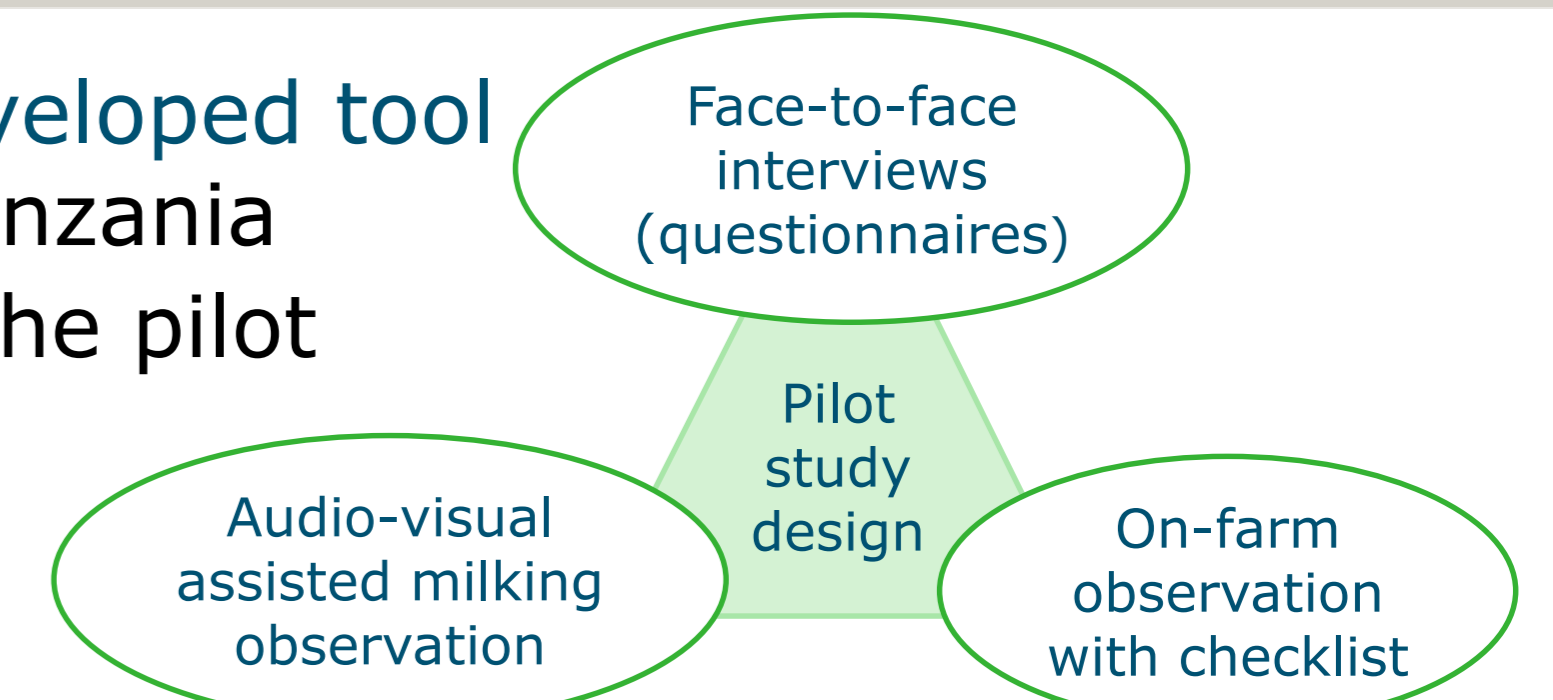 veloped tool
nzania
he pilot
Face-to-face
interviews
(questionnaires)
Pilot
study
design
Audio-visual
assisted milking
observation
On-farm
observation
with checklist